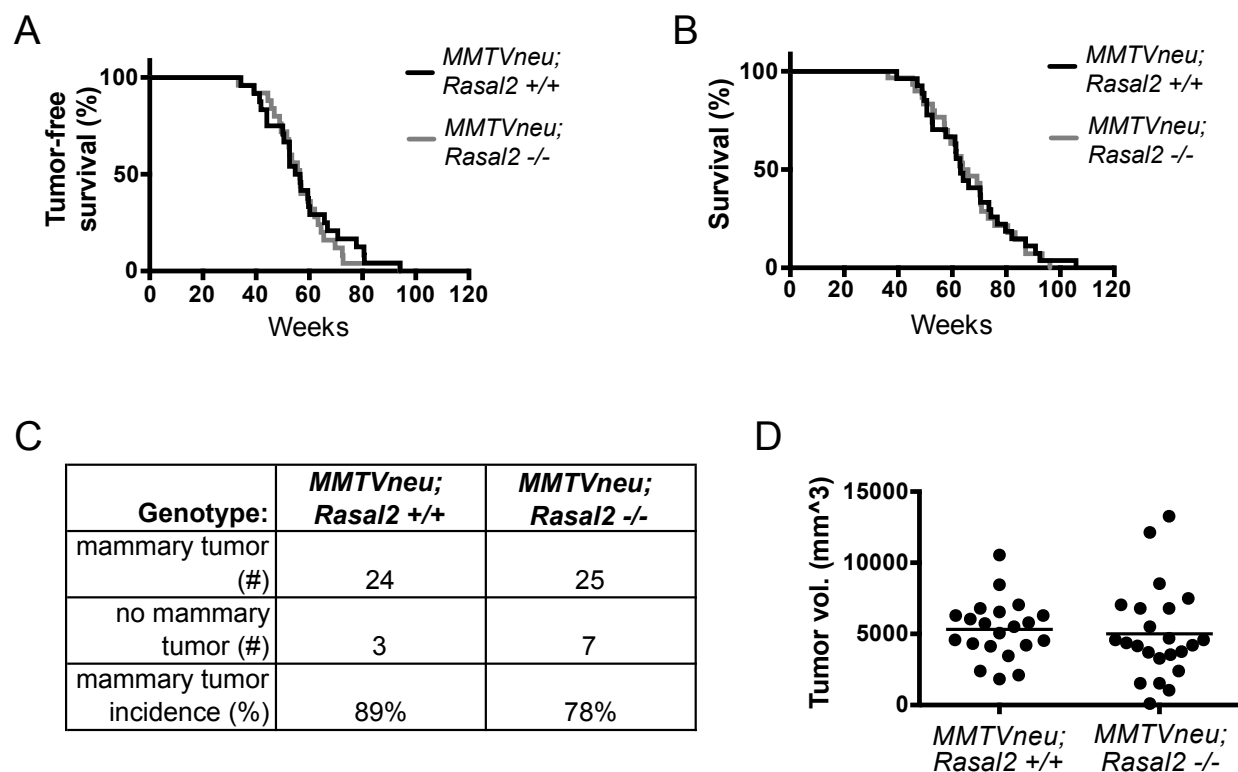 A
Tumor-free
survival (%)
100
50
0
0 20 40 60 80 100 120
Weeks
MMTVneu;
Rasal2 +/+
MMTVneu;
Rasal2 -/-
B
Survival (%)
100
50
0
0 20 40 60 80 100 120
Weeks
MMTVneu;
Rasal2 +/+
MMTVneu;
Rasal2 -/-
C
Genotype:
MMTVneu;
Rasal2 +/+
MMTVneu;
Rasal2 -/-
mammary tumor
(#)
24
25
no mammary
tumor (#)
3
7
mammary tumor
incidence (%)
89%
78%
D
Tumor vol. (mm^3)
15000
10000
5000
0
MMTVneu;
Rasal2 +/+
MMTVneu;
Rasal2 -/-